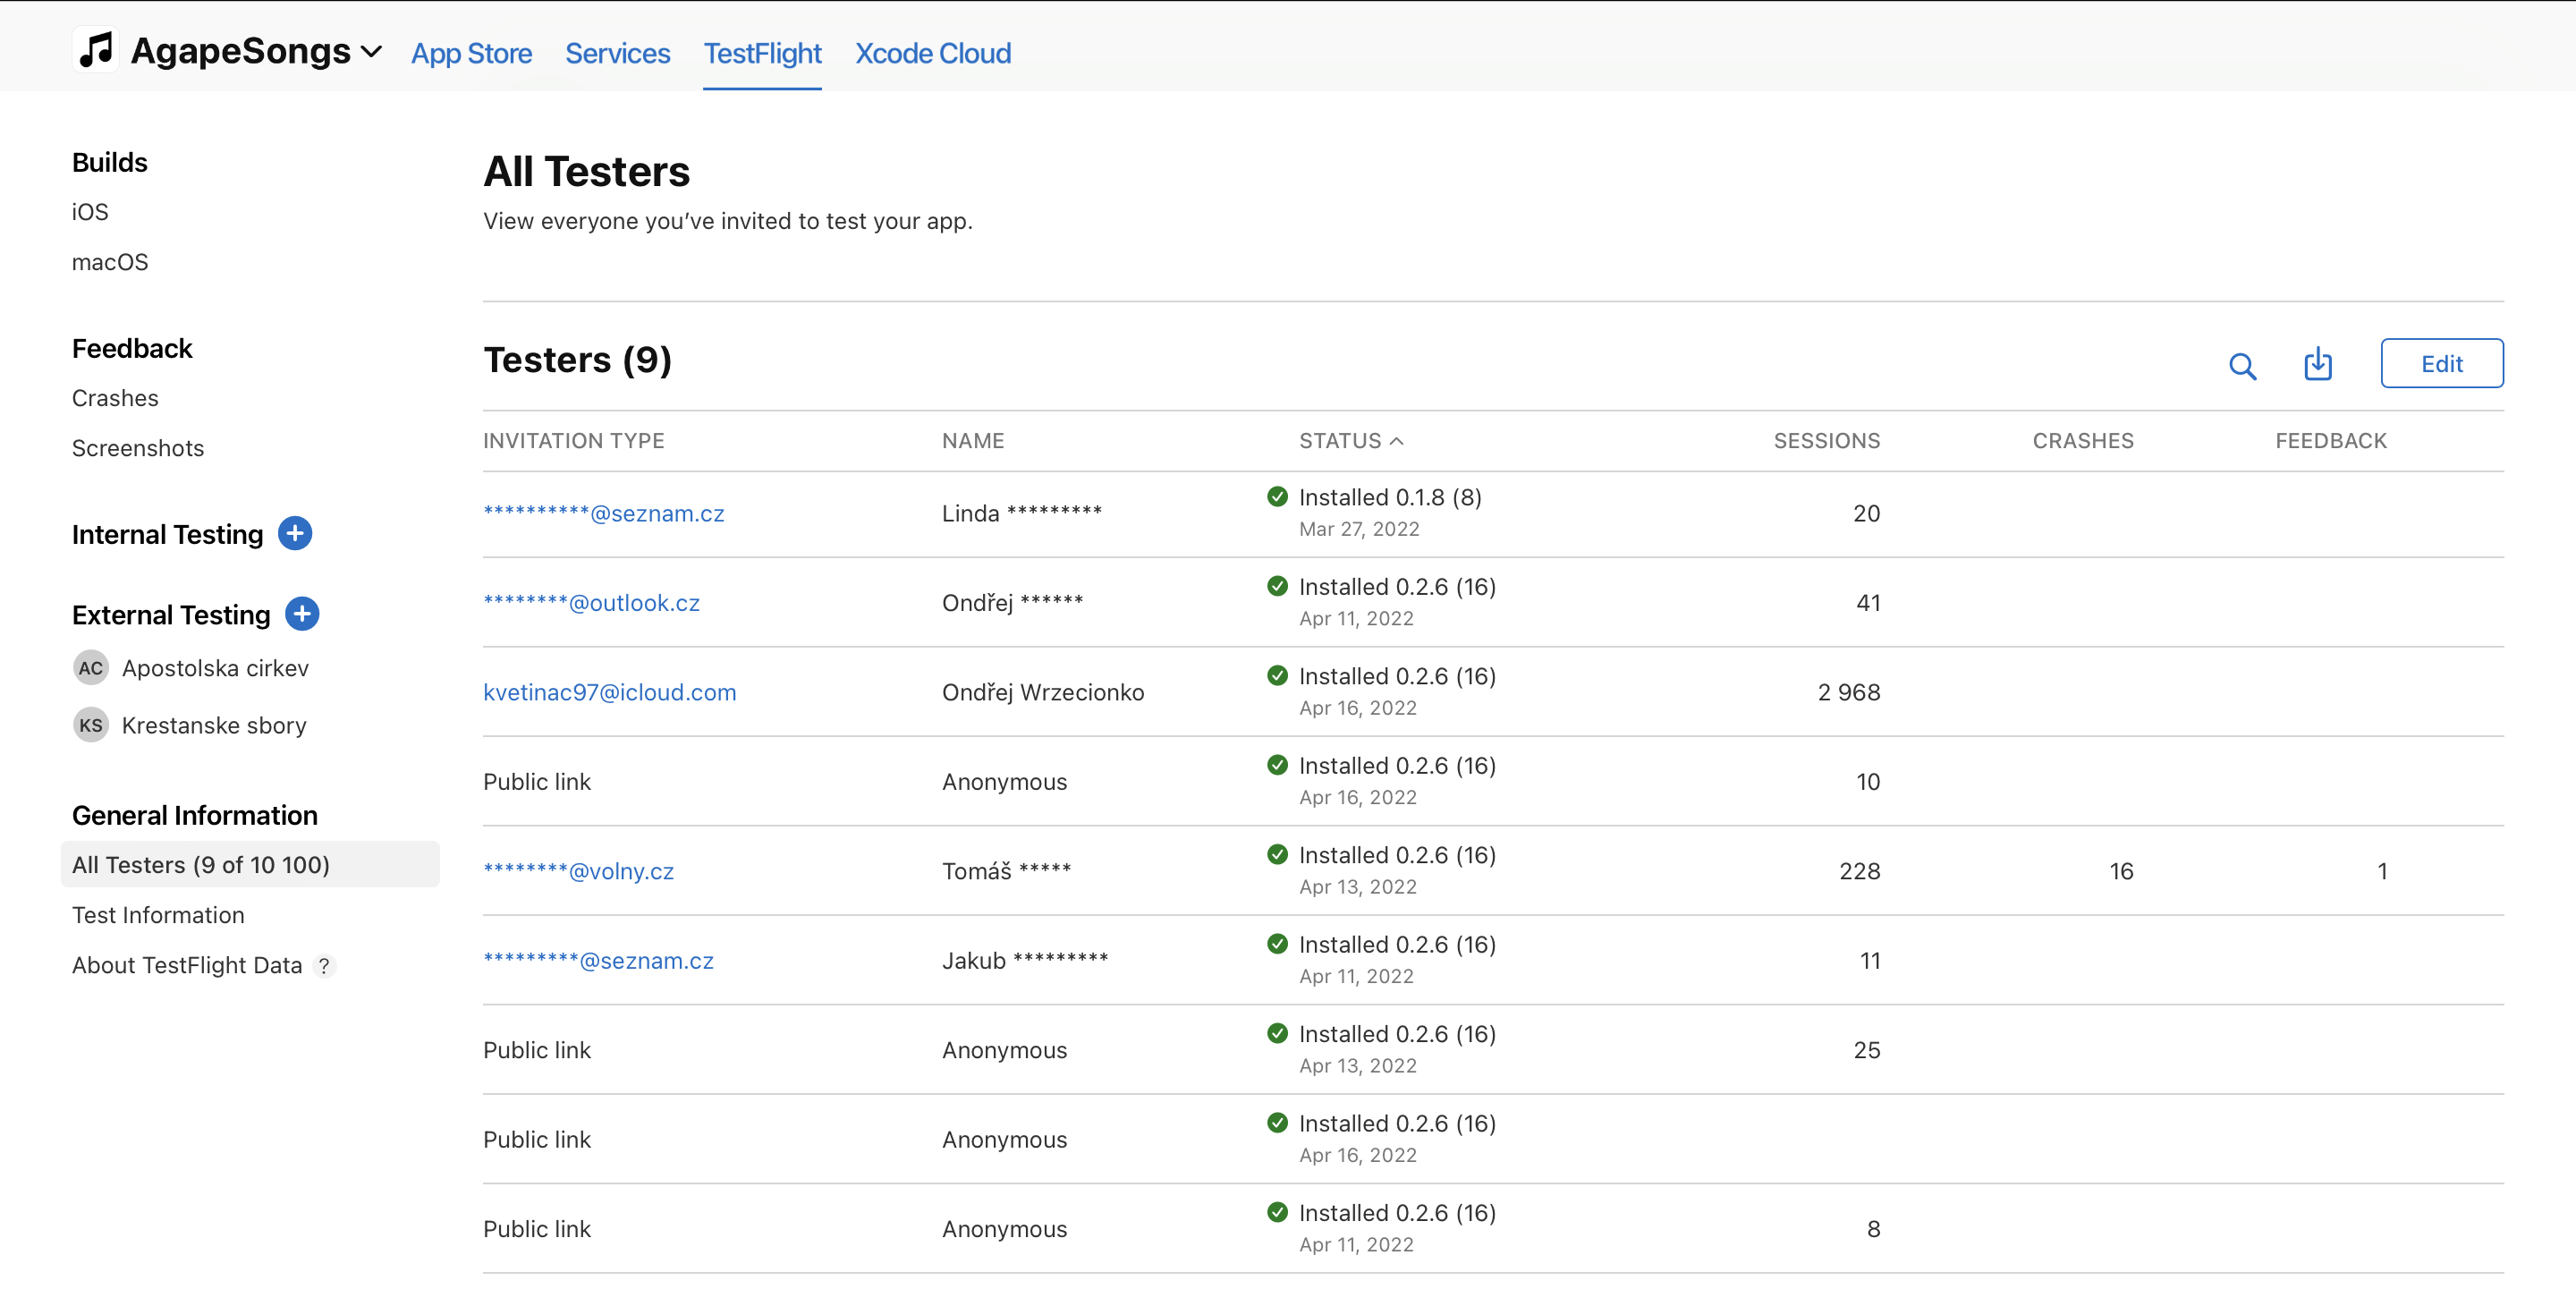 AgapeSongs App Store Services TestFlight Xcode Cloud
Builds
iOS
macOS
Feedback
Crashes
Screenshots
Internal Testing
External Testing
AC Apostolska cirkev
KS Krestanske sbory
General Information
All Testers (9 of 10 100)
Test Information
About TestFlight Data ?
All Testers
View everyone you’ve invited to test your app.
Testers (9) Edit
INVITATION TYPE NAME STATUS SESSIONS CRASHES FEEDBACK
**********@seznam.cz Linda ********* Installed 0.1.8 (8) 20
Mar 27, 2022
********@outlook.cz Ondřej ****** Installed 0.2.6 (16) 41
Apr 11, 2022
kvetinac97@icloud.com Ondřej Wrzecionko Installed 0.2.6 (16) 2 968
Apr 16, 2022
Public link Anonymous Installed 0.2.6 (16) 10
Apr 16, 2022
********@volny.cz Tomáš ***** Installed 0.2.6 (16) 228 16 1
Apr 13, 2022
*********@seznam.cz Jakub ********* Installed 0.2.6 (16) 11
Apr 11, 2022
Public link Anonymous Installed 0.2.6 (16) 25
Apr 13, 2022
Public link Anonymous Installed 0.2.6 (16)
Apr 16, 2022
Public link Anonymous Installed 0.2.6 (16) 8
Apr 11, 2022